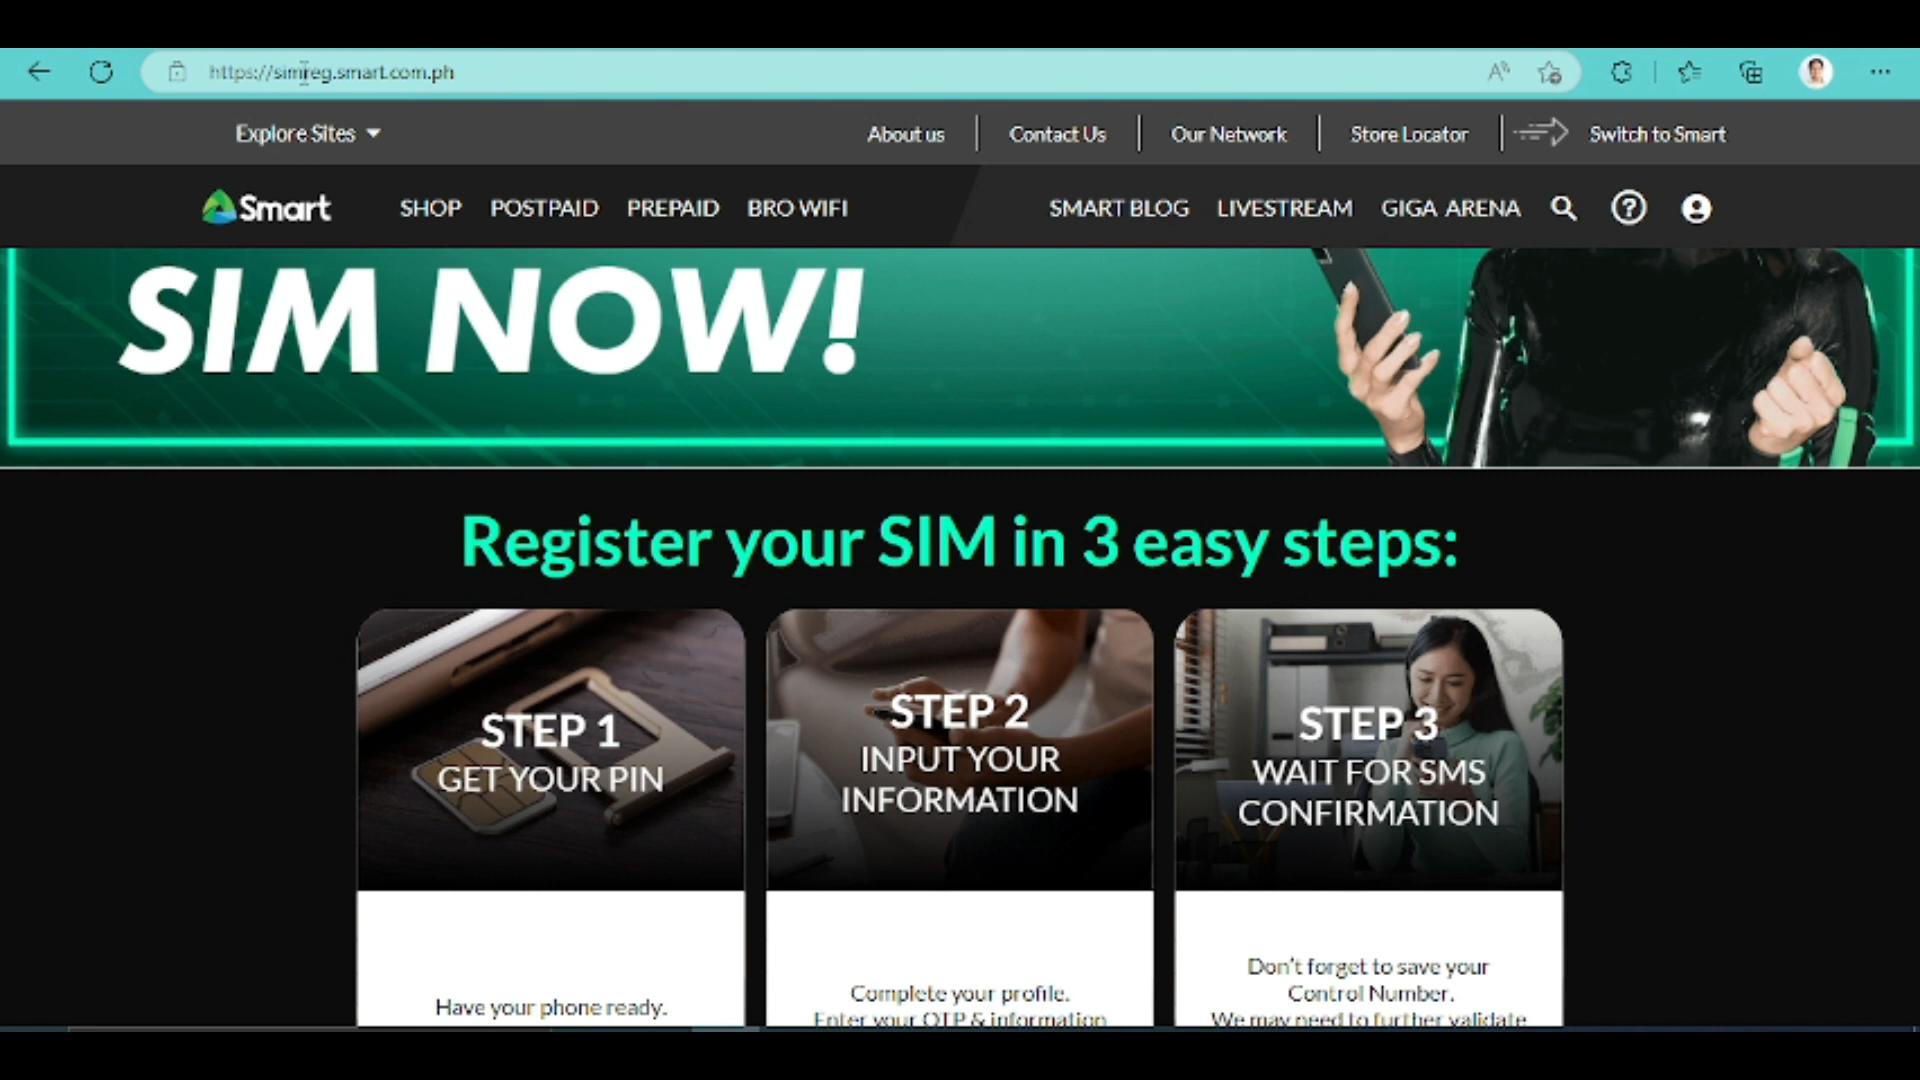 https://simreg.smart.com.ph
Explore Sites
About us
Contact Us
Our Network
Store Locator
Switch to Smart
Smart
SHOP
POSTPAID
PREPAID
BRO WIFI
SMART BLOG
LIVESTREAM
GIGA ARENA
SIM NOW!
Register your SIM in 3 easy steps:
STEP 1
GET YOUR PIN
Have your phone ready.
STEP 2
INPUT YOUR
INFORMATION
Complete your profile.
Enter your OTP & information
STEP 3
WAIT FOR SMS
CONFIRMATION
Don't forget to save your
Control Number.
We may need to further validate